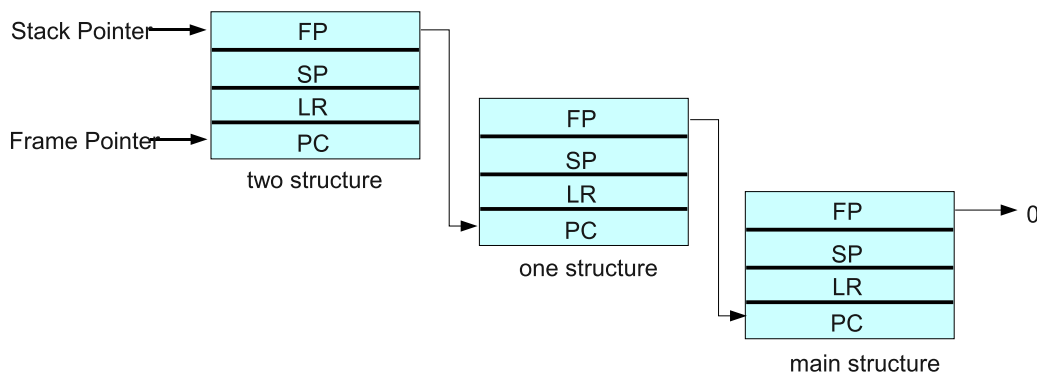 Stack Pointer
FP
SP
LR
Frame Pointer
PC
two structure
FP
SP
LR
PC
one structure
FP
0
SP
LR
PC
main structure